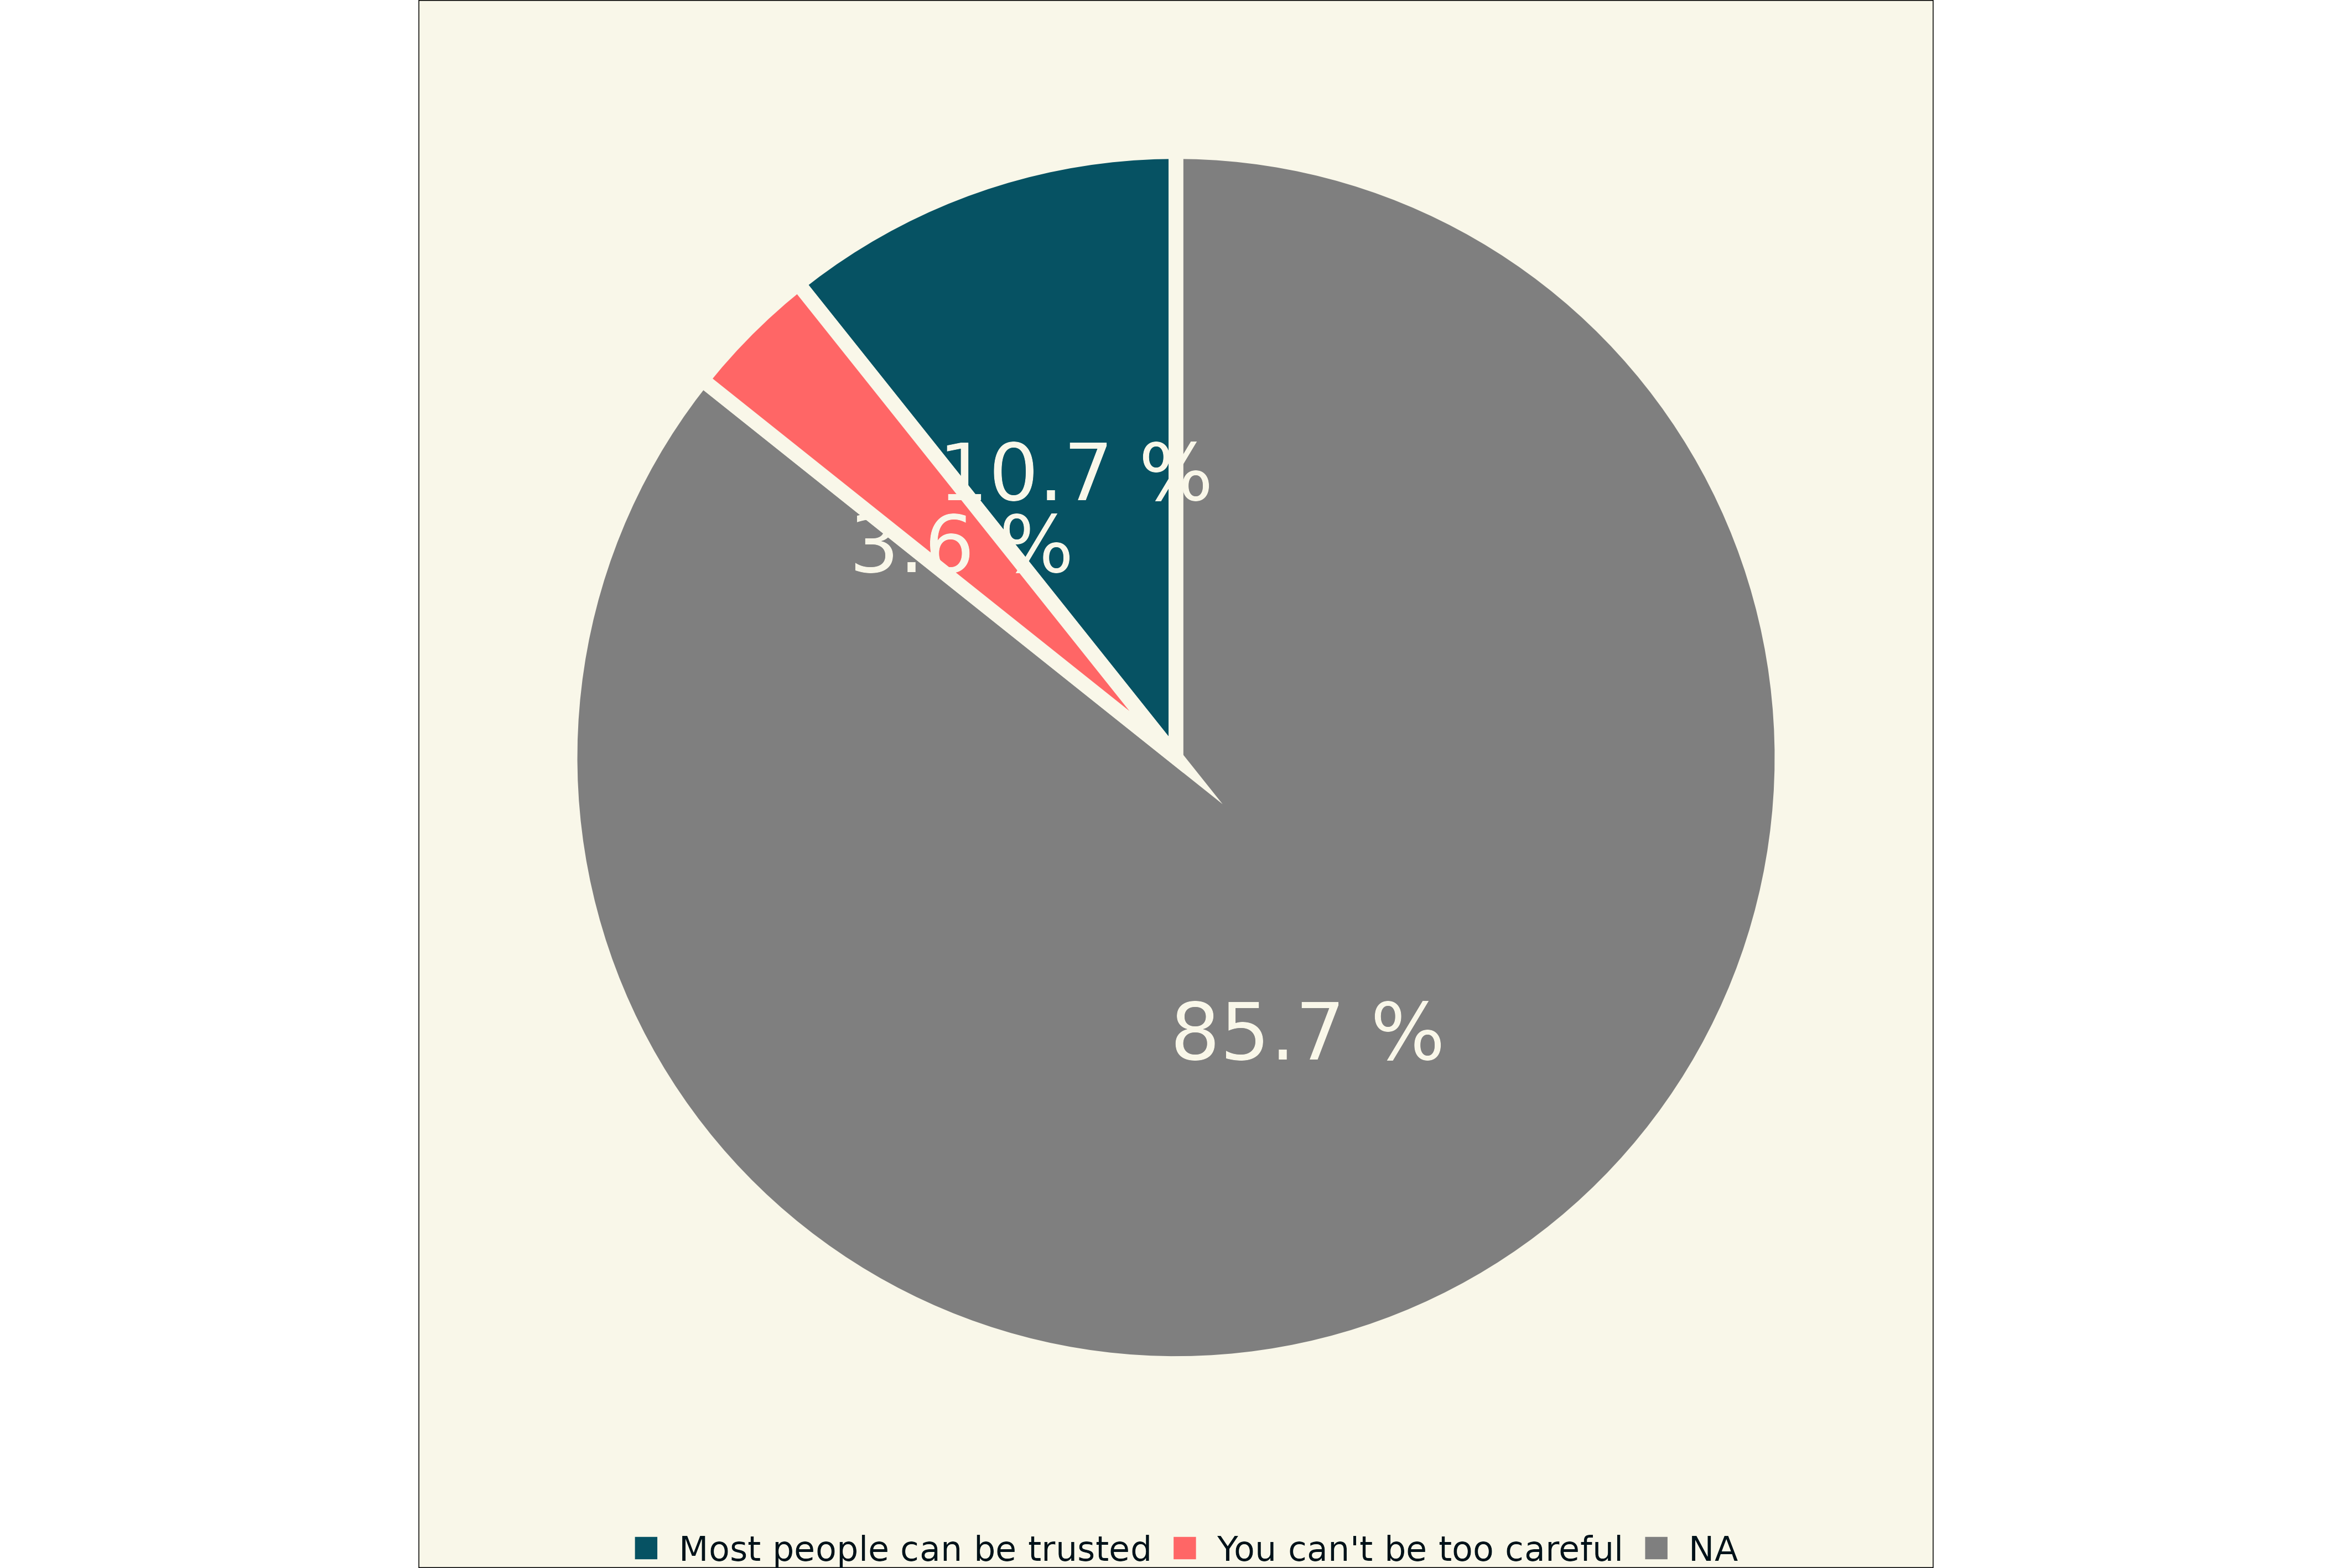 10.7 %
3.6 %
85.7 %
Most people can be trusted You can't be too careful NA